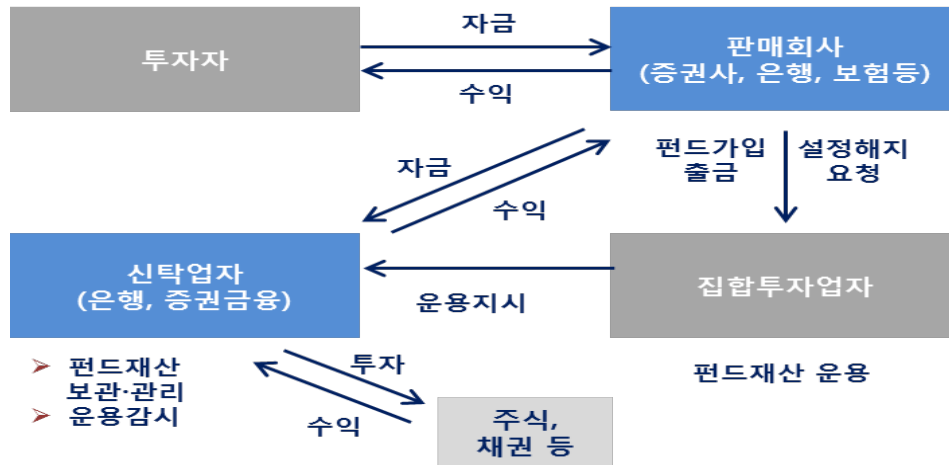 투자자
자금
수익
판매회사
(증권사, 은행, 보험등)
자금
수익
펀드가입
출금
설정해지
요청
신탁업자
(은행, 증권금융)
운용지시
집합투자업자
➢ 펀드재산
보관·관리
➢ 운용감시
투자
수익
주식,
채권 등
펀드재산 운용